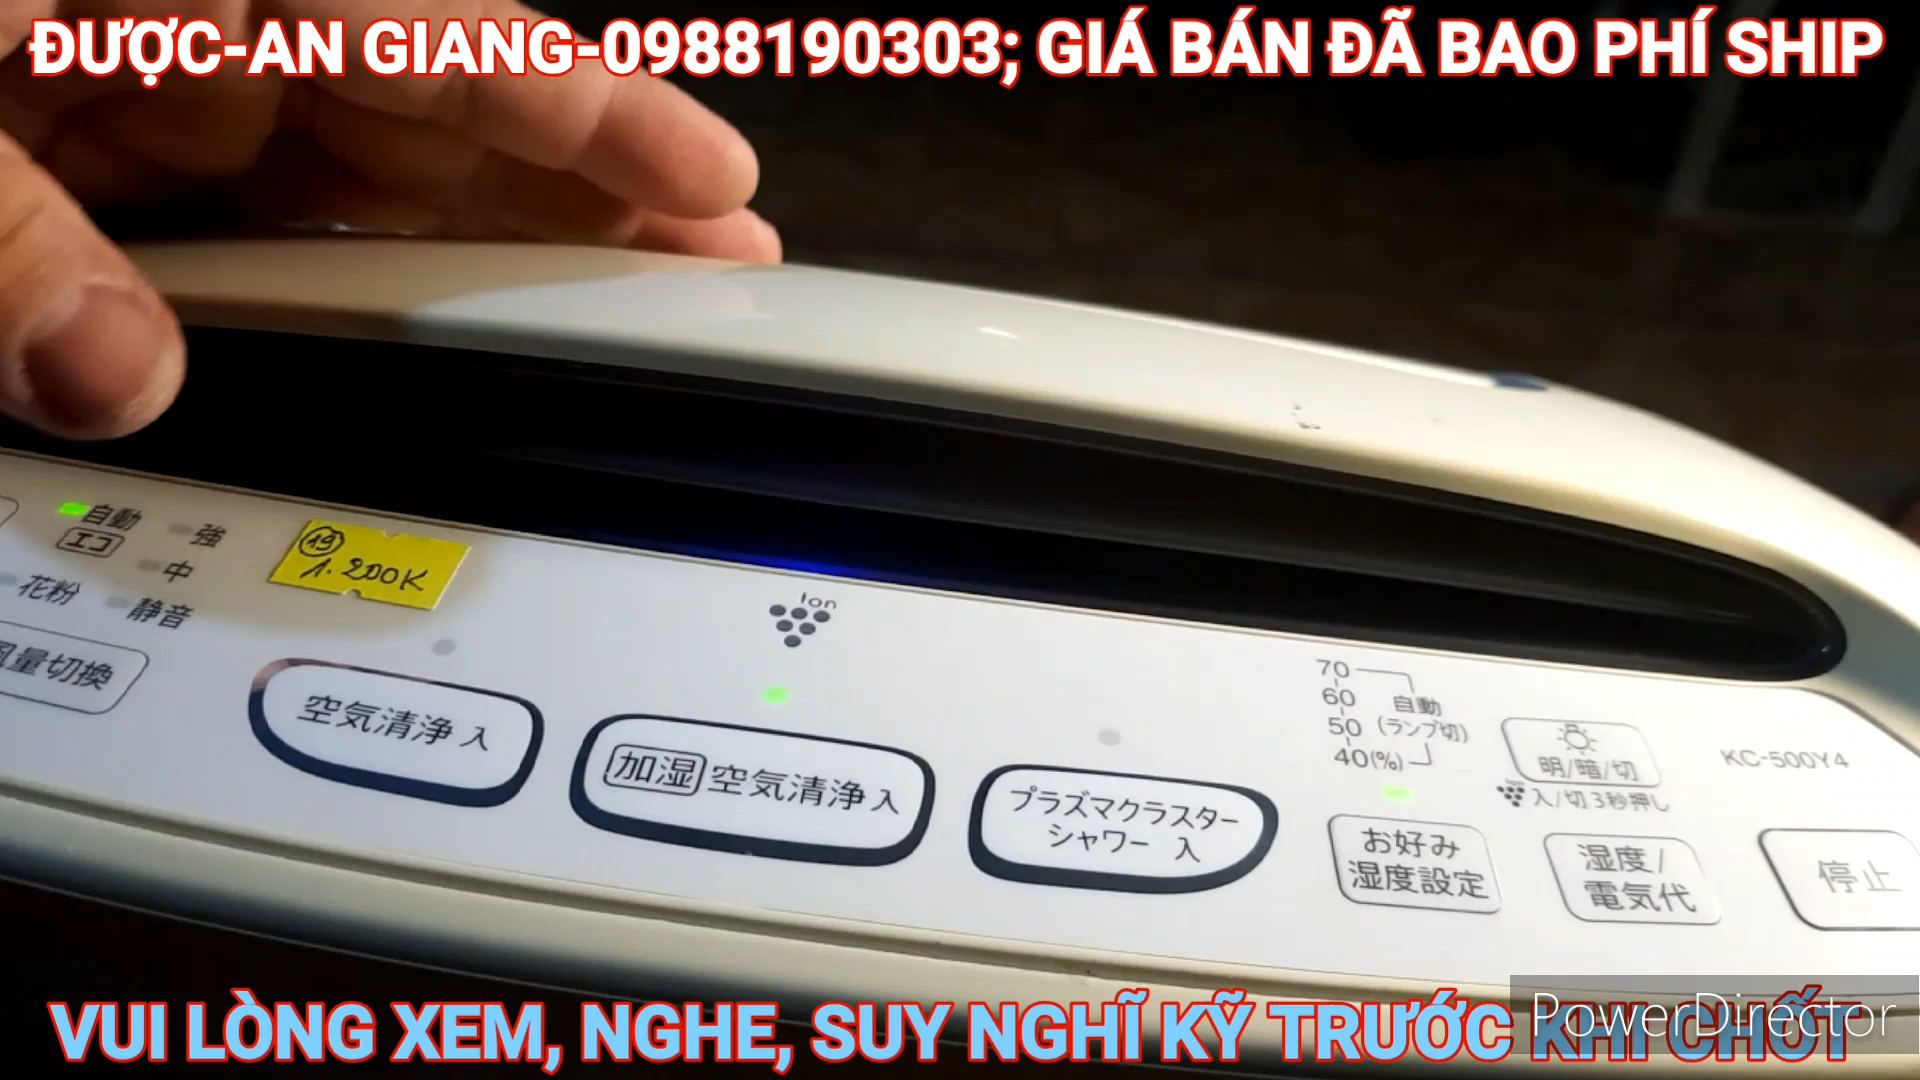 ĐƯỢC-AN GIANG-0988190303; GIÁ BÁN ĐÃ BAO PHÍ SHIP
自動
エコ
強
中
花粉
静音
風量切換
19
1.200K
Ion
空気清浄 入
加湿 空気清浄 入
プラズマクラスター
シャワー 入
70
60
50
40(%)
自動
(ランプ切)
お好み
湿度設定
明/暗/切
入/切 3秒押し
湿度/
電気代
KC-500Y4
停止
PowerDirector
VUI LÒNG XEM, NGHE, SUY NGHĨ KỸ TRƯỚC KHI CHỐT